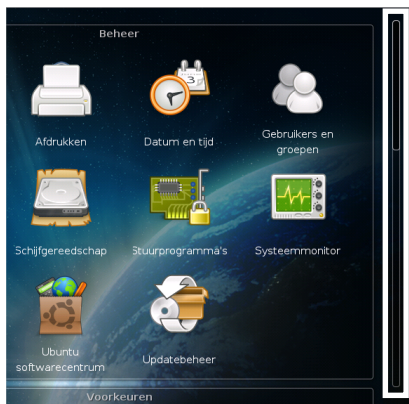 Beheer
Afdrukken
Datum en tijd
Gebruikers en
groepen
Schijfgereedschap
Stuurprogramma's
Systeemmonitor
Ubuntu
softwarecentrum
Updatebeheer
Voorkeuren